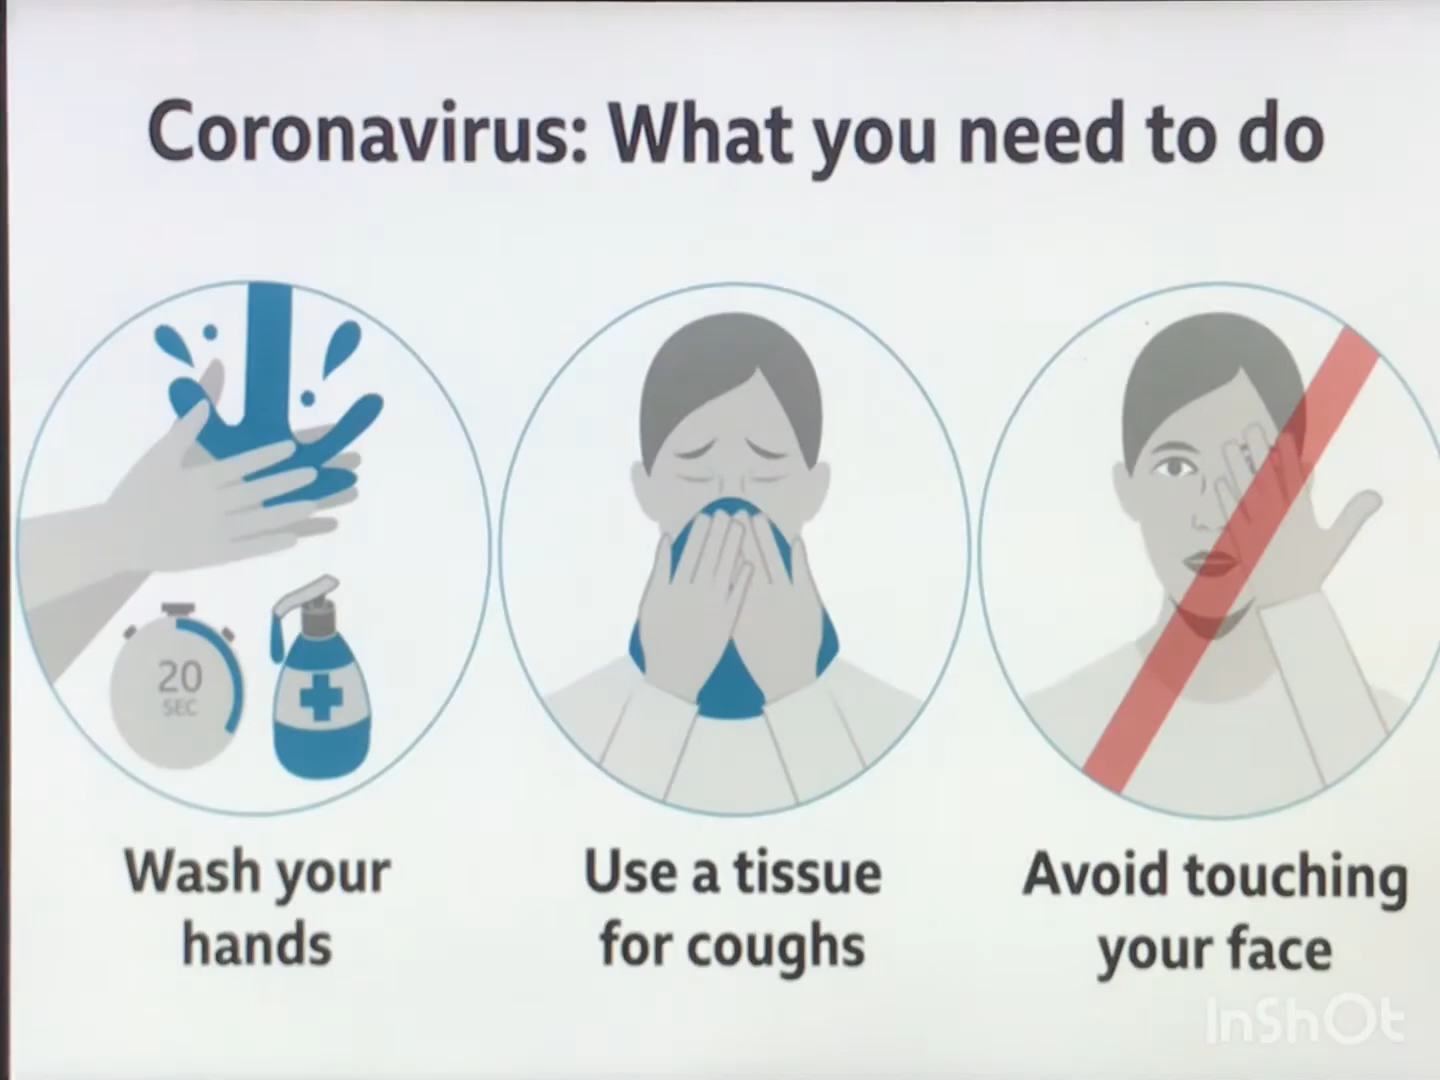 Coronavirus: What you need to do
20
SEC
Wash your
hands
Use a tissue
for coughs
Avoid touching
your face
InShOt